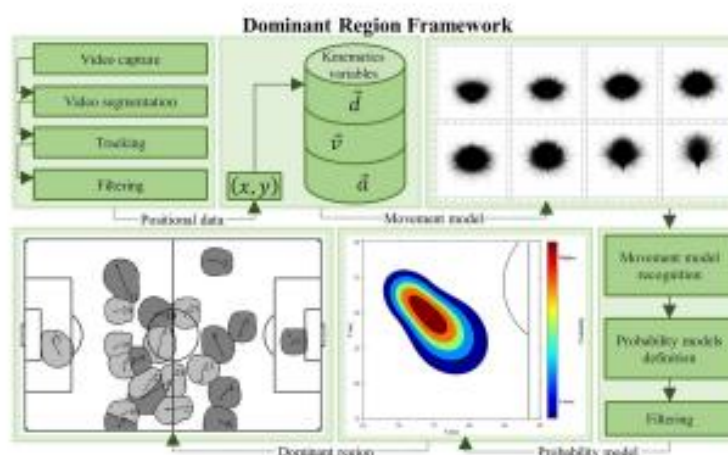 Dominant Region Framework
Video capture
Video segmentation
Tracking
Filtering
Positional data
(x, y)
Kinematics
variables
d
v
a
Movement model
Movement model
recognition
Probability models
definition
Filtering
Probability model
Dominant region